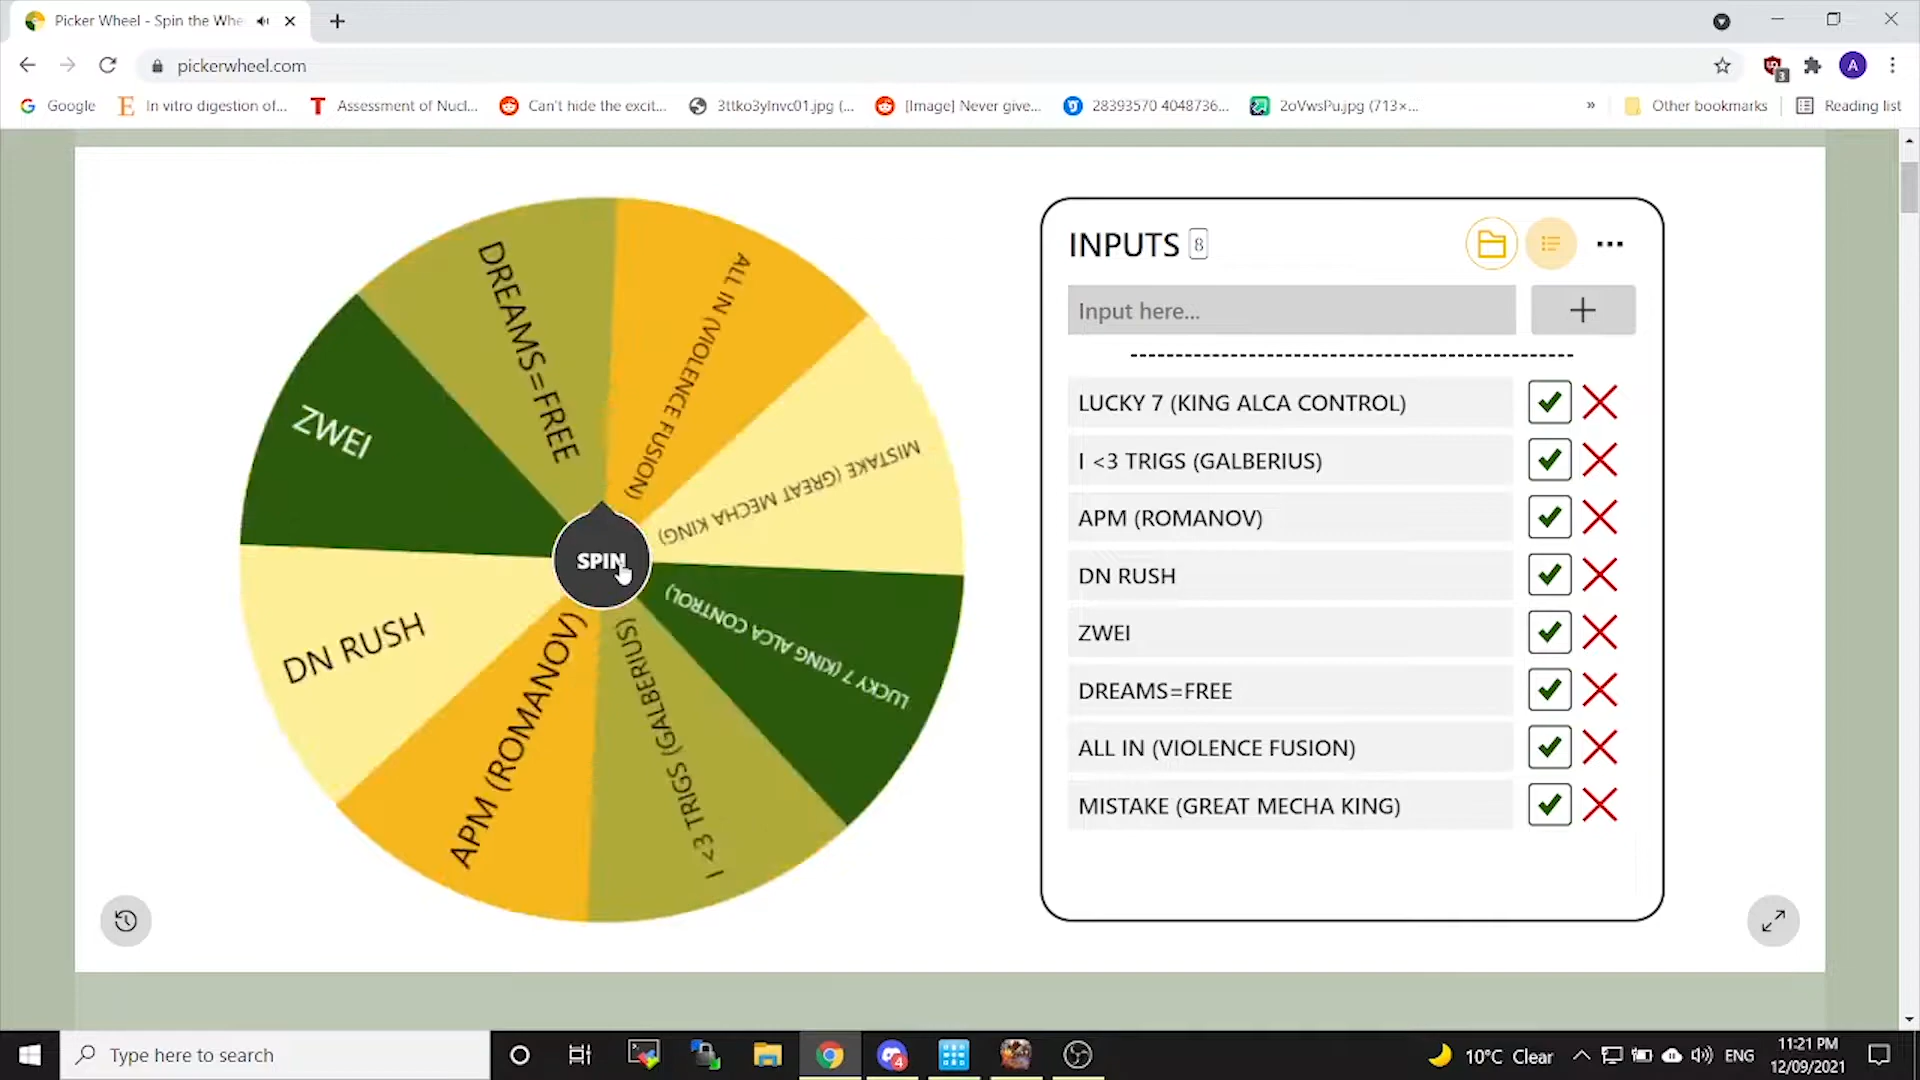 Picker Wheel - Spin the Whe
pickerwheel.com
3
A
Google
In vitro digestion of...
Assessment of Nucl...
Can't hide the excit...
3ttko3ylnvc01.jpg (...
[Image] Never give...
28393570 4048736...
2oVwsPu.jpg (713×...
»
Other bookmarks
Reading list
DREAMS=FREE
ALL IN (VIOLENCE FUSION)
ZWEI
MISTAKE (GREAT MECHA KING)
SPIN
DN RUSH
LUCKY 7 (KING ALCA CONTROL)
APM (ROMANOV)
I <3 TRIGS (GALBERIUS)
INPUTS 8
Input here...
+
LUCKY 7 (KING ALCA CONTROL)
I <3 TRIGS (GALBERIUS)
APM (ROMANOV)
DN RUSH
ZWEI
DREAMS=FREE
ALL IN (VIOLENCE FUSION)
MISTAKE (GREAT MECHA KING)
Type here to search
4
10°C Clear
ENG
11:21 PM
12/09/2021